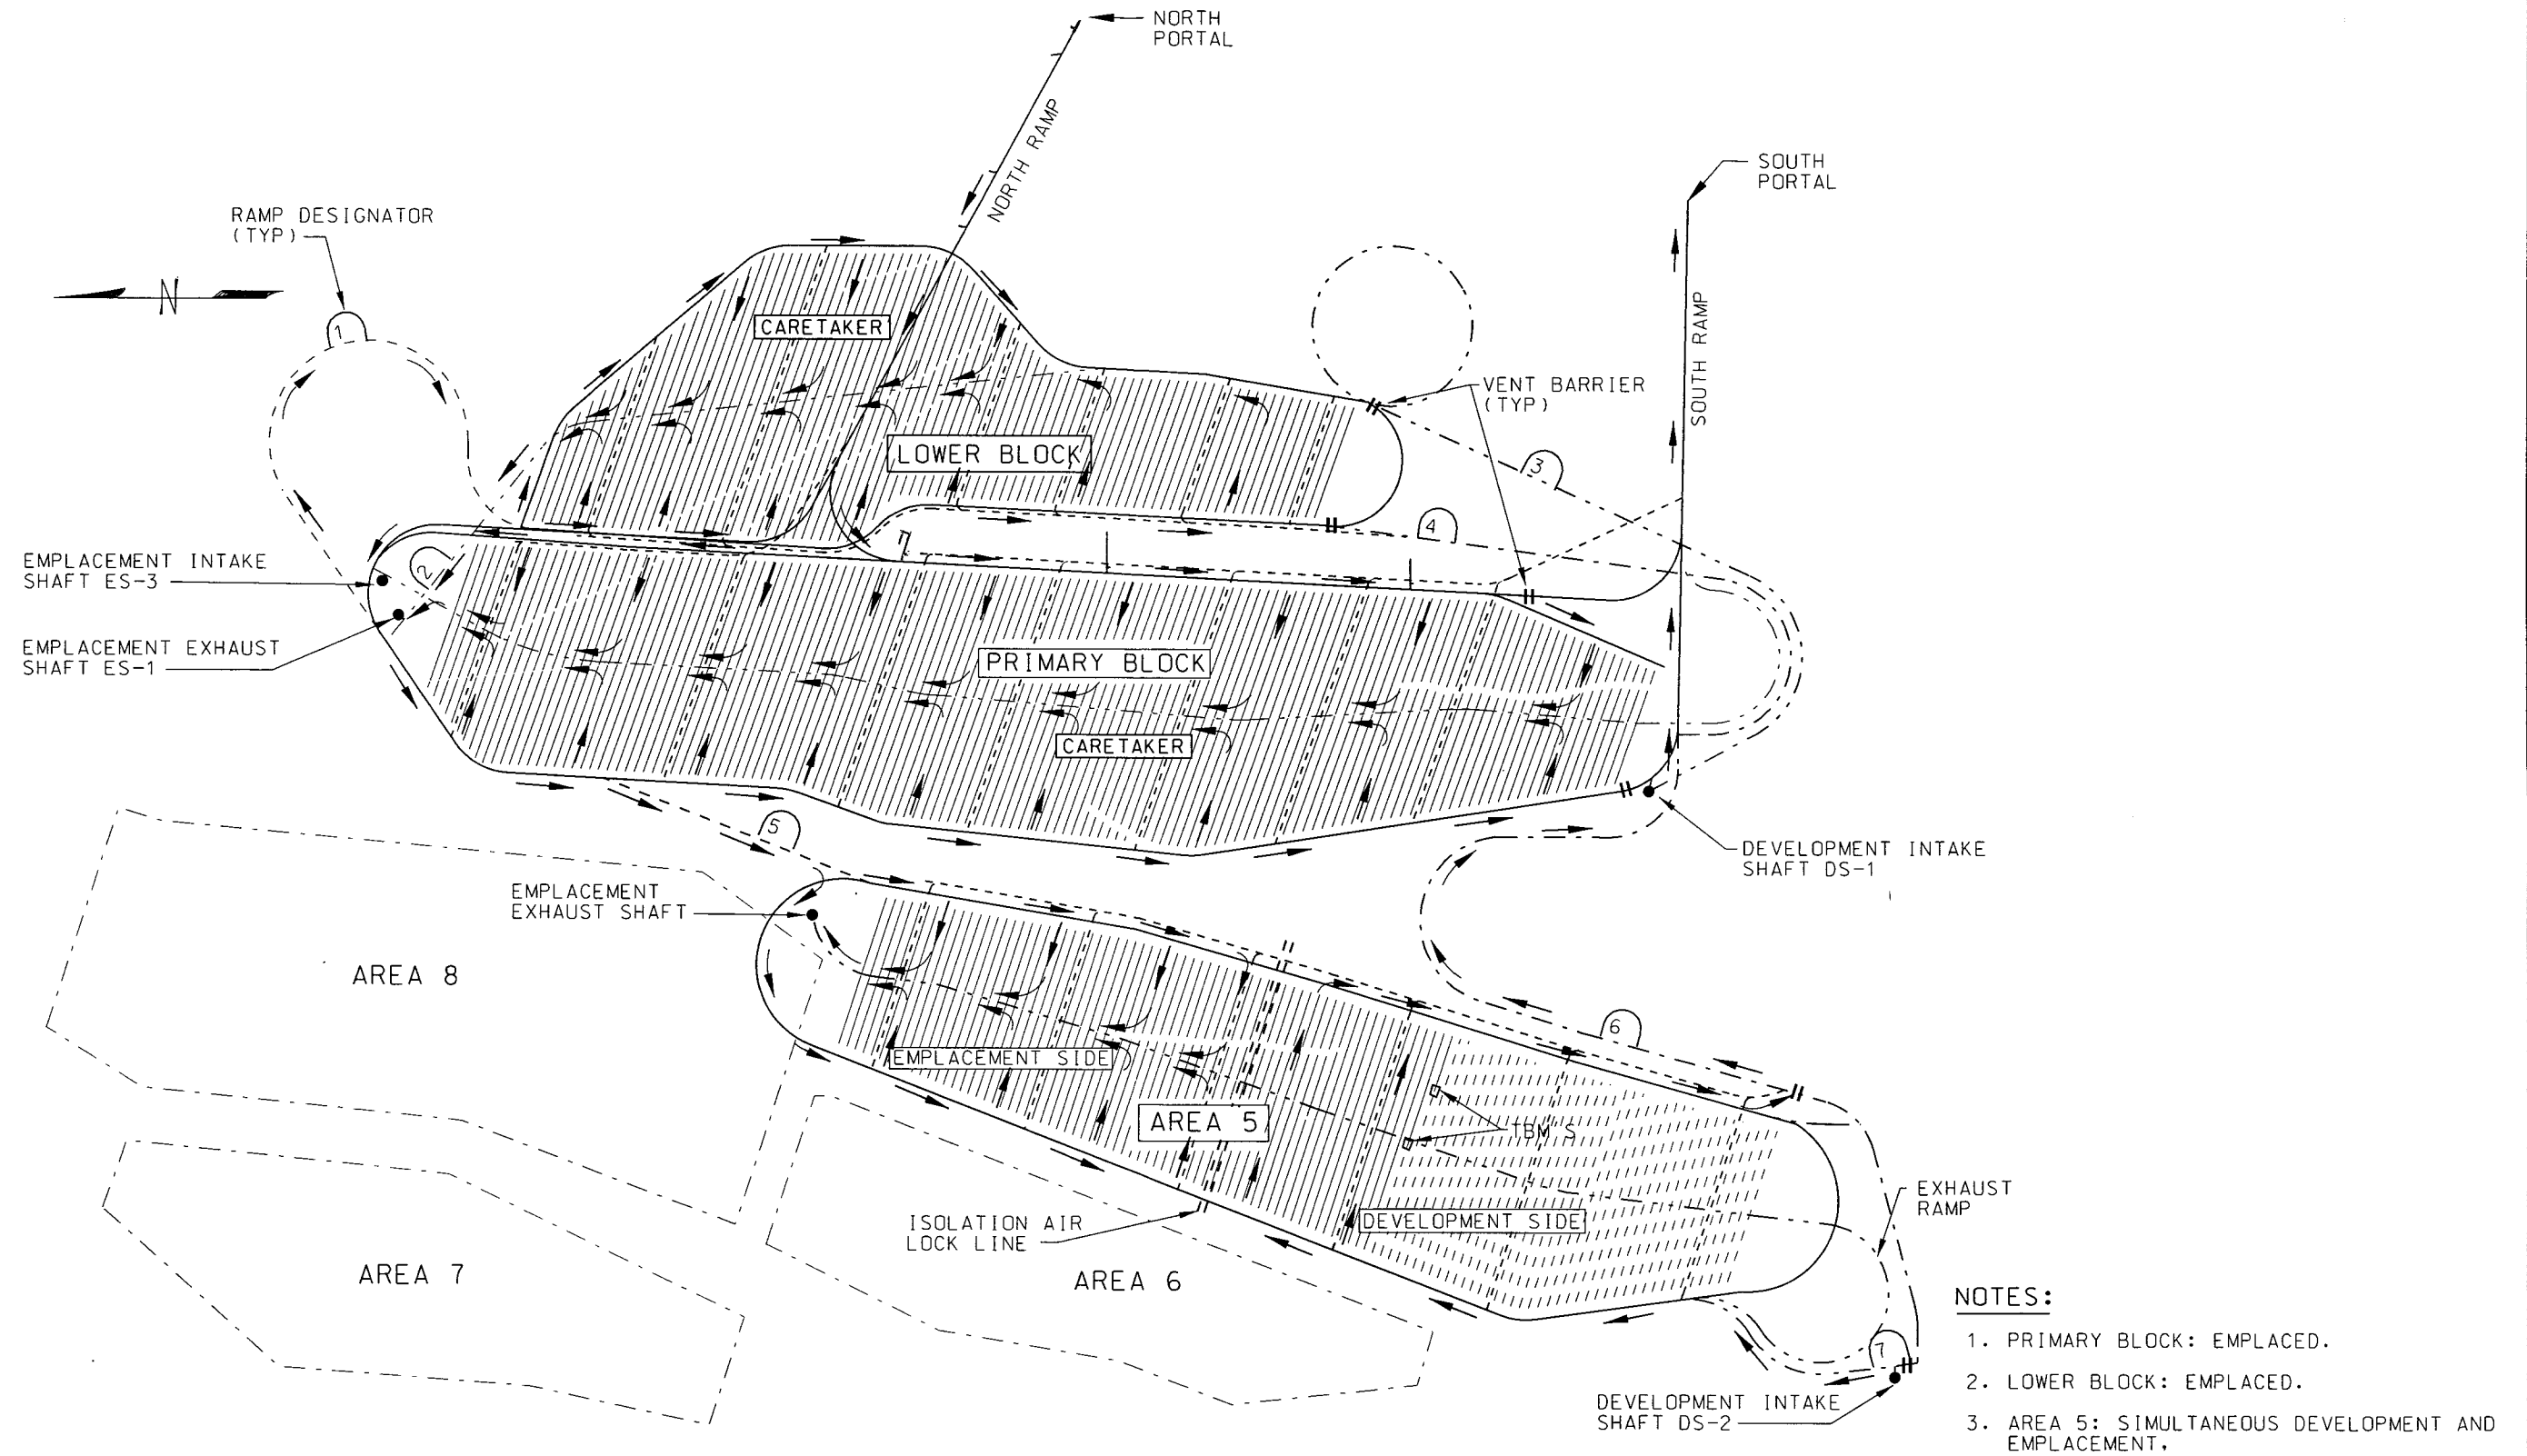 NORTH
PORTAL
SOUTH
PORTAL
NORTH RAMP
RAMP DESIGNATOR
(TYP)
N
1
CARETAKER
SOUTH RAMP
VENT BARRIER
(TYP)
LOWER BLOCK
3
4
2
EMPLACEMENT INTAKE
SHAFT ES-3
EMPLACEMENT EXHAUST
SHAFT ES-1
PRIMARY BLOCK
CARETAKER
5
DEVELOPMENT INTAKE
SHAFT DS-1
EMPLACEMENT
EXHAUST SHAFT
AREA 8
6
EMPLACEMENT SIDE
AREA 5
TBM S
EXHAUST
RAMP
ISOLATION AIR
LOCK LINE
DEVELOPMENT SIDE
AREA 7
AREA 6
7
DEVELOPMENT INTAKE
SHAFT DS-2
NOTES:
1. PRIMARY BLOCK: EMPLACED.
2. LOWER BLOCK: EMPLACED.
3. AREA 5: SIMULTANEOUS DEVELOPMENT AND
EMPLACEMENT.